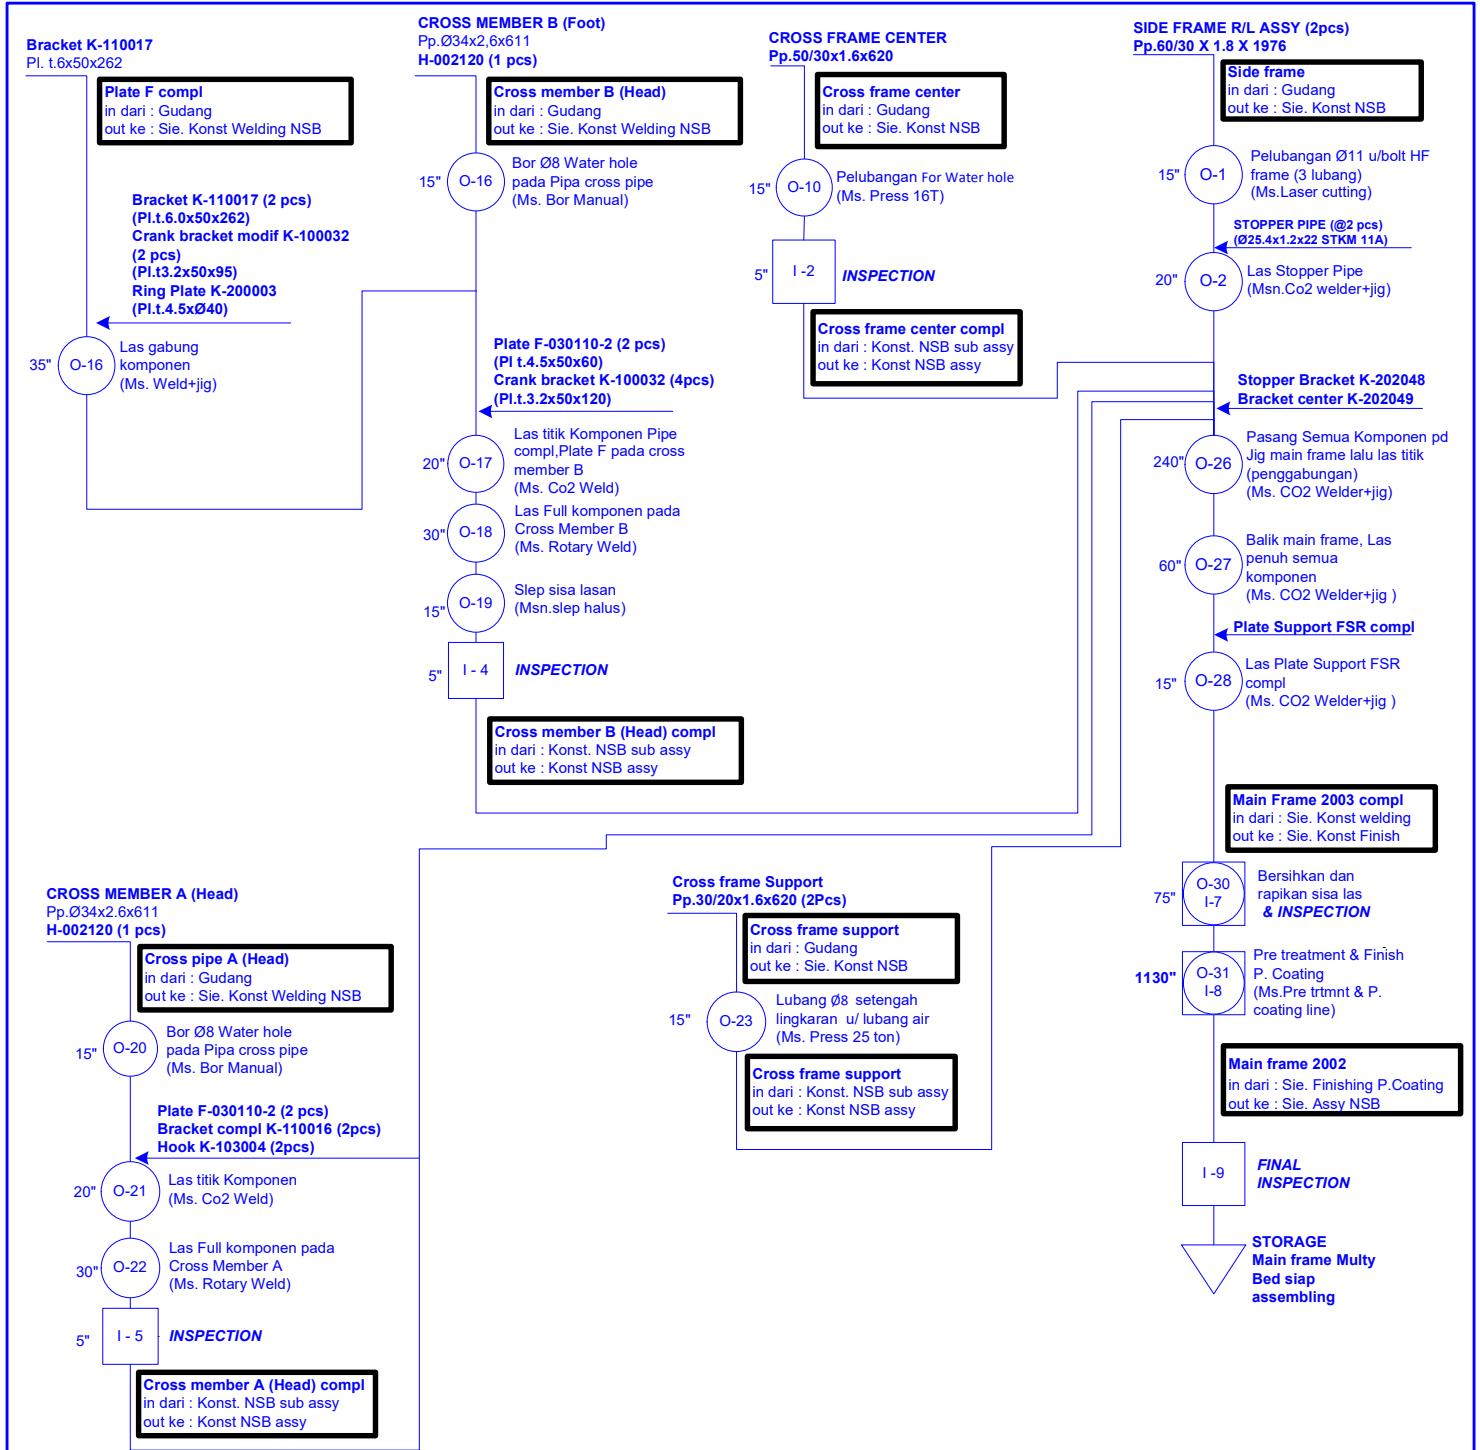 Bracket K-110017
Pl. t.6x50x262
Plate F compl
in dari : Gudang
out ke : Sie. Konst Welding NSB
Bracket K-110017 (2 pcs)
(Pl.t.6.0x50x262)
Crank bracket modif K-100032
(2 pcs)
(Pl.t3.2x50x95)
Ring Plate K-200003
(Pl.t.4.5xØ40)
35"
O-16
Las gabung
komponen
(Ms. Weld+jig)
CROSS MEMBER B (Foot)
Pp.Ø34x2,6x611
H-002120 (1 pcs)
Cross member B (Head)
in dari : Gudang
out ke : Sie. Konst Welding NSB
15"
O-16
Bor Ø8 Water hole
pada Pipa cross pipe
(Ms. Bor Manual)
Plate F-030110-2 (2 pcs)
(Pl t.4.5x50x60)
Crank bracket K-100032 (4pcs)
(Pl.t.3.2x50x120)
20"
O-17
Las titik Komponen Pipe
compl,Plate F pada cross
member B
(Ms. Co2 Weld)
30"
O-18
Las Full komponen pada
Cross Member B
(Ms. Rotary Weld)
15"
O-19
Slep sisa lasan
(Msn.slep halus)
5"
I - 4
INSPECTION
Cross member B (Head) compl
in dari : Konst. NSB sub assy
out ke : Konst NSB assy
CROSS FRAME CENTER
Pp.50/30x1.6x620
Cross frame center
in dari : Gudang
out ke : Sie. Konst NSB
15"
O-10
Pelubangan For Water hole
(Ms. Press 16T)
5"
I -2
INSPECTION
Cross frame center compl
in dari : Konst. NSB sub assy
out ke : Konst NSB assy
SIDE FRAME R/L ASSY (2pcs)
Pp.60/30 X 1.8 X 1976
Side frame
in dari : Gudang
out ke : Sie. Konst NSB
15"
O-1
Pelubangan Ø11 u/bolt HF
frame (3 lubang)
(Ms.Laser cutting)
STOPPER PIPE (@2 pcs)
(Ø25.4x1.2x22 STKM 11A)
20"
O-2
Las Stopper Pipe
(Msn.Co2 welder+jig)
Stopper Bracket K-202048
Bracket center K-202049
240"
O-26
Pasang Semua Komponen pd
Jig main frame lalu las titik
(penggabungan)
(Ms. CO2 Welder+jig)
60"
O-27
Balik main frame, Las
penuh semua
komponen
(Ms. CO2 Welder+jig )
Plate Support FSR compl
15"
O-28
Las Plate Support FSR
compl
(Ms. CO2 Welder+jig )
Main Frame 2003 compl
in dari : Sie. Konst welding
out ke : Sie. Konst Finish
75"
O-30
I-7
Bersihkan dan
rapikan sisa las
& INSPECTION
1130"
O-31
I-8
Pre treatment & Finish
P. Coating
(Ms.Pre trtmnt & P.
coating line)
Main frame 2002
in dari : Sie. Finishing P.Coating
out ke : Sie. Assy NSB
I -9
FINAL
INSPECTION
STORAGE
Main frame Multy
Bed siap
assembling
CROSS MEMBER A (Head)
Pp.Ø34x2.6x611
H-002120 (1 pcs)
Cross pipe A (Head)
in dari : Gudang
out ke : Sie. Konst Welding NSB
15"
O-20
Bor Ø8 Water hole
pada Pipa cross pipe
(Ms. Bor Manual)
Plate F-030110-2 (2 pcs)
Bracket compl K-110016 (2pcs)
Hook K-103004 (2pcs)
20"
O-21
Las titik Komponen
(Ms. Co2 Weld)
30"
O-22
Las Full komponen pada
Cross Member A
(Ms. Rotary Weld)
5"
I - 5
INSPECTION
Cross member A (Head) compl
in dari : Konst. NSB sub assy
out ke : Konst NSB assy
Cross frame Support
Pp.30/20x1.6x620 (2Pcs)
Cross frame support
in dari : Gudang
out ke : Sie. Konst NSB
15"
O-23
Lubang Ø8 setengah
lingkaran u/ lubang air
(Ms. Press 25 ton)
Cross frame support
in dari : Konst. NSB sub assy
out ke : Konst NSB assy